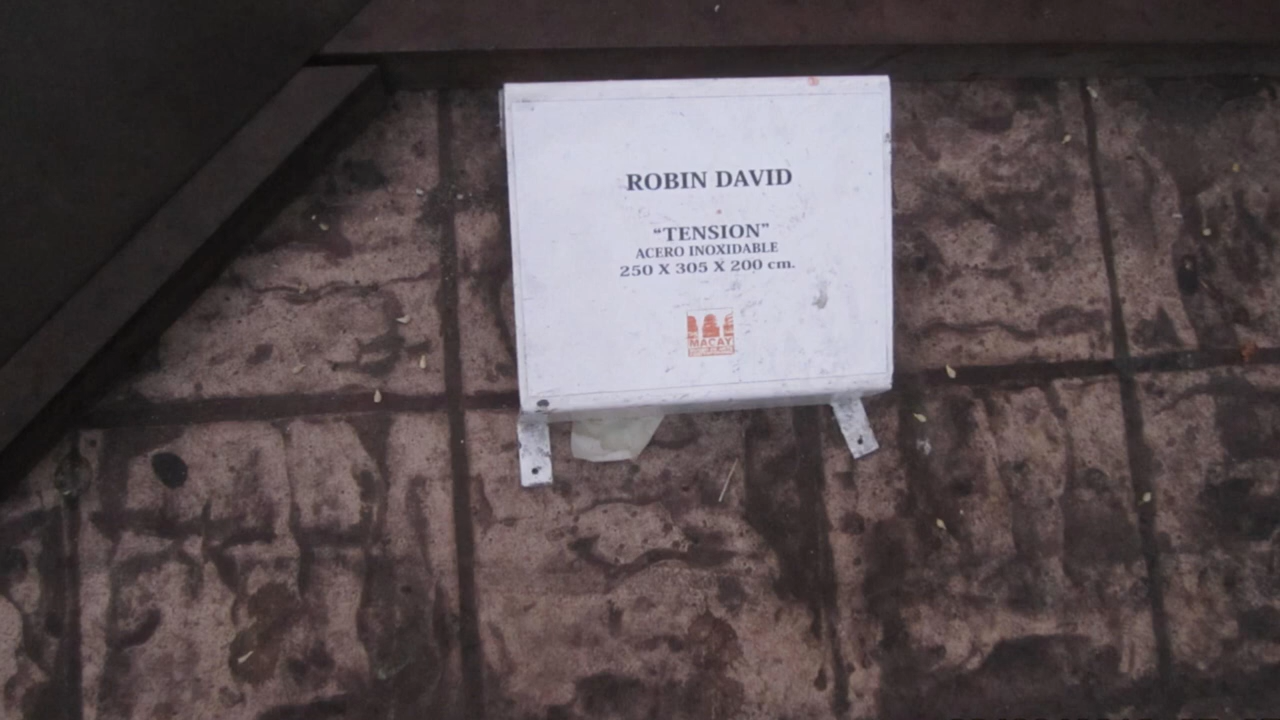 ROBIN DAVID
“TENSION”
ACERO INOXIDABLE
250 X 305 X 200 cm.
MACAY